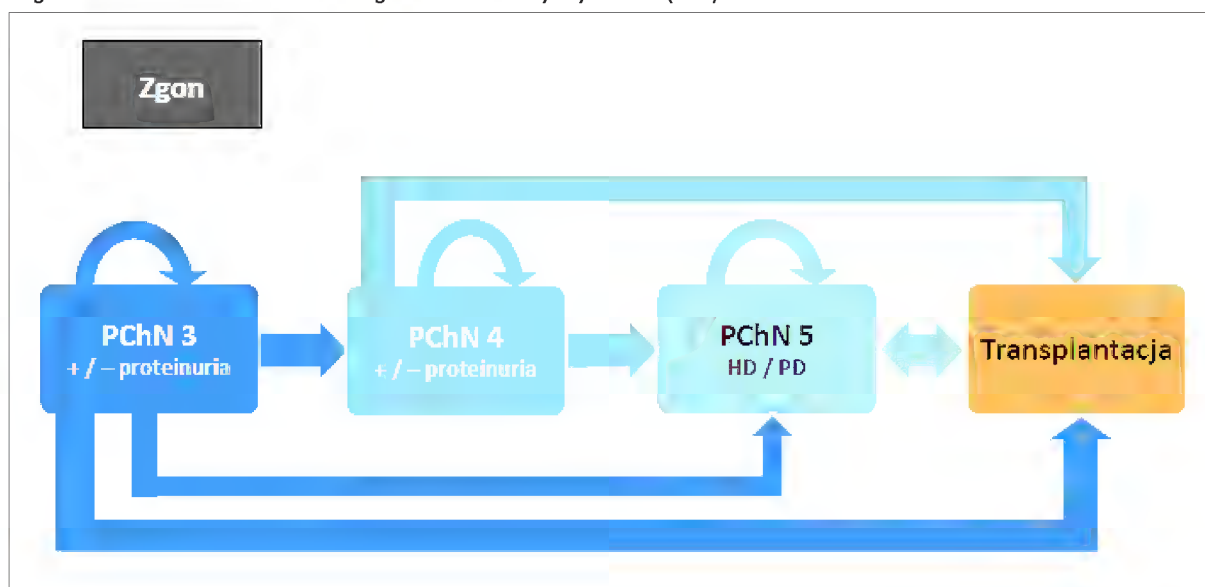 Zgon
PChN 3
+ / – proteinuria
PChN 4
+ / – proteinuria
PChN 5
HD / PD
Transplantacja